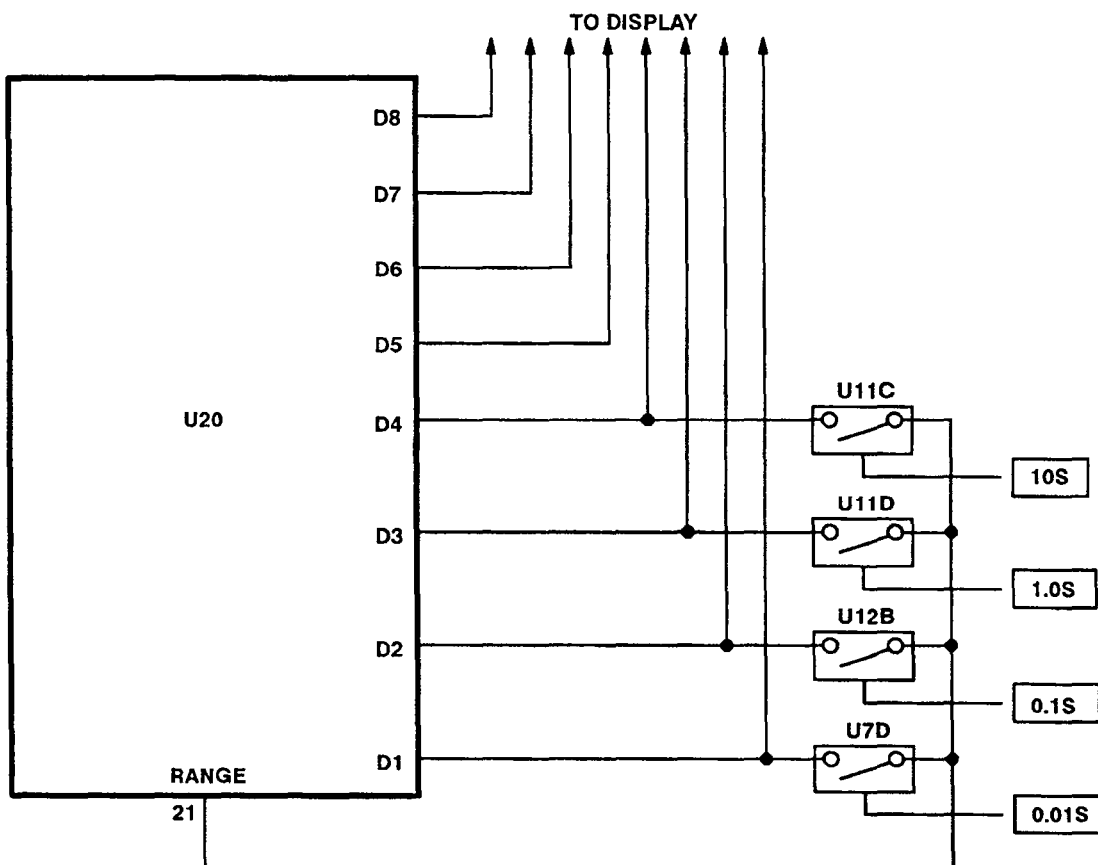 TO DISPLAY
D8
D7
D6
D5
U20
D4
U11C
10S
D3
U11D
1.0S
D2
U12B
0.1S
D1
U7D
0.01S
RANGE
21